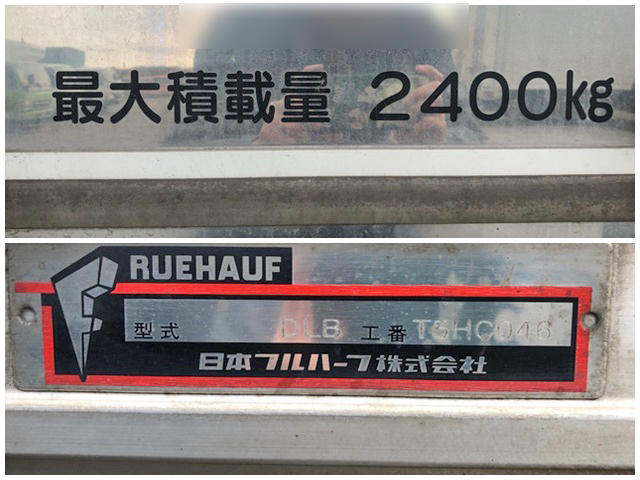 最大積載量 2400kg
FRUEHAUF
型式 DLB 工番 TSHC046
日本フルハーフ株式会社